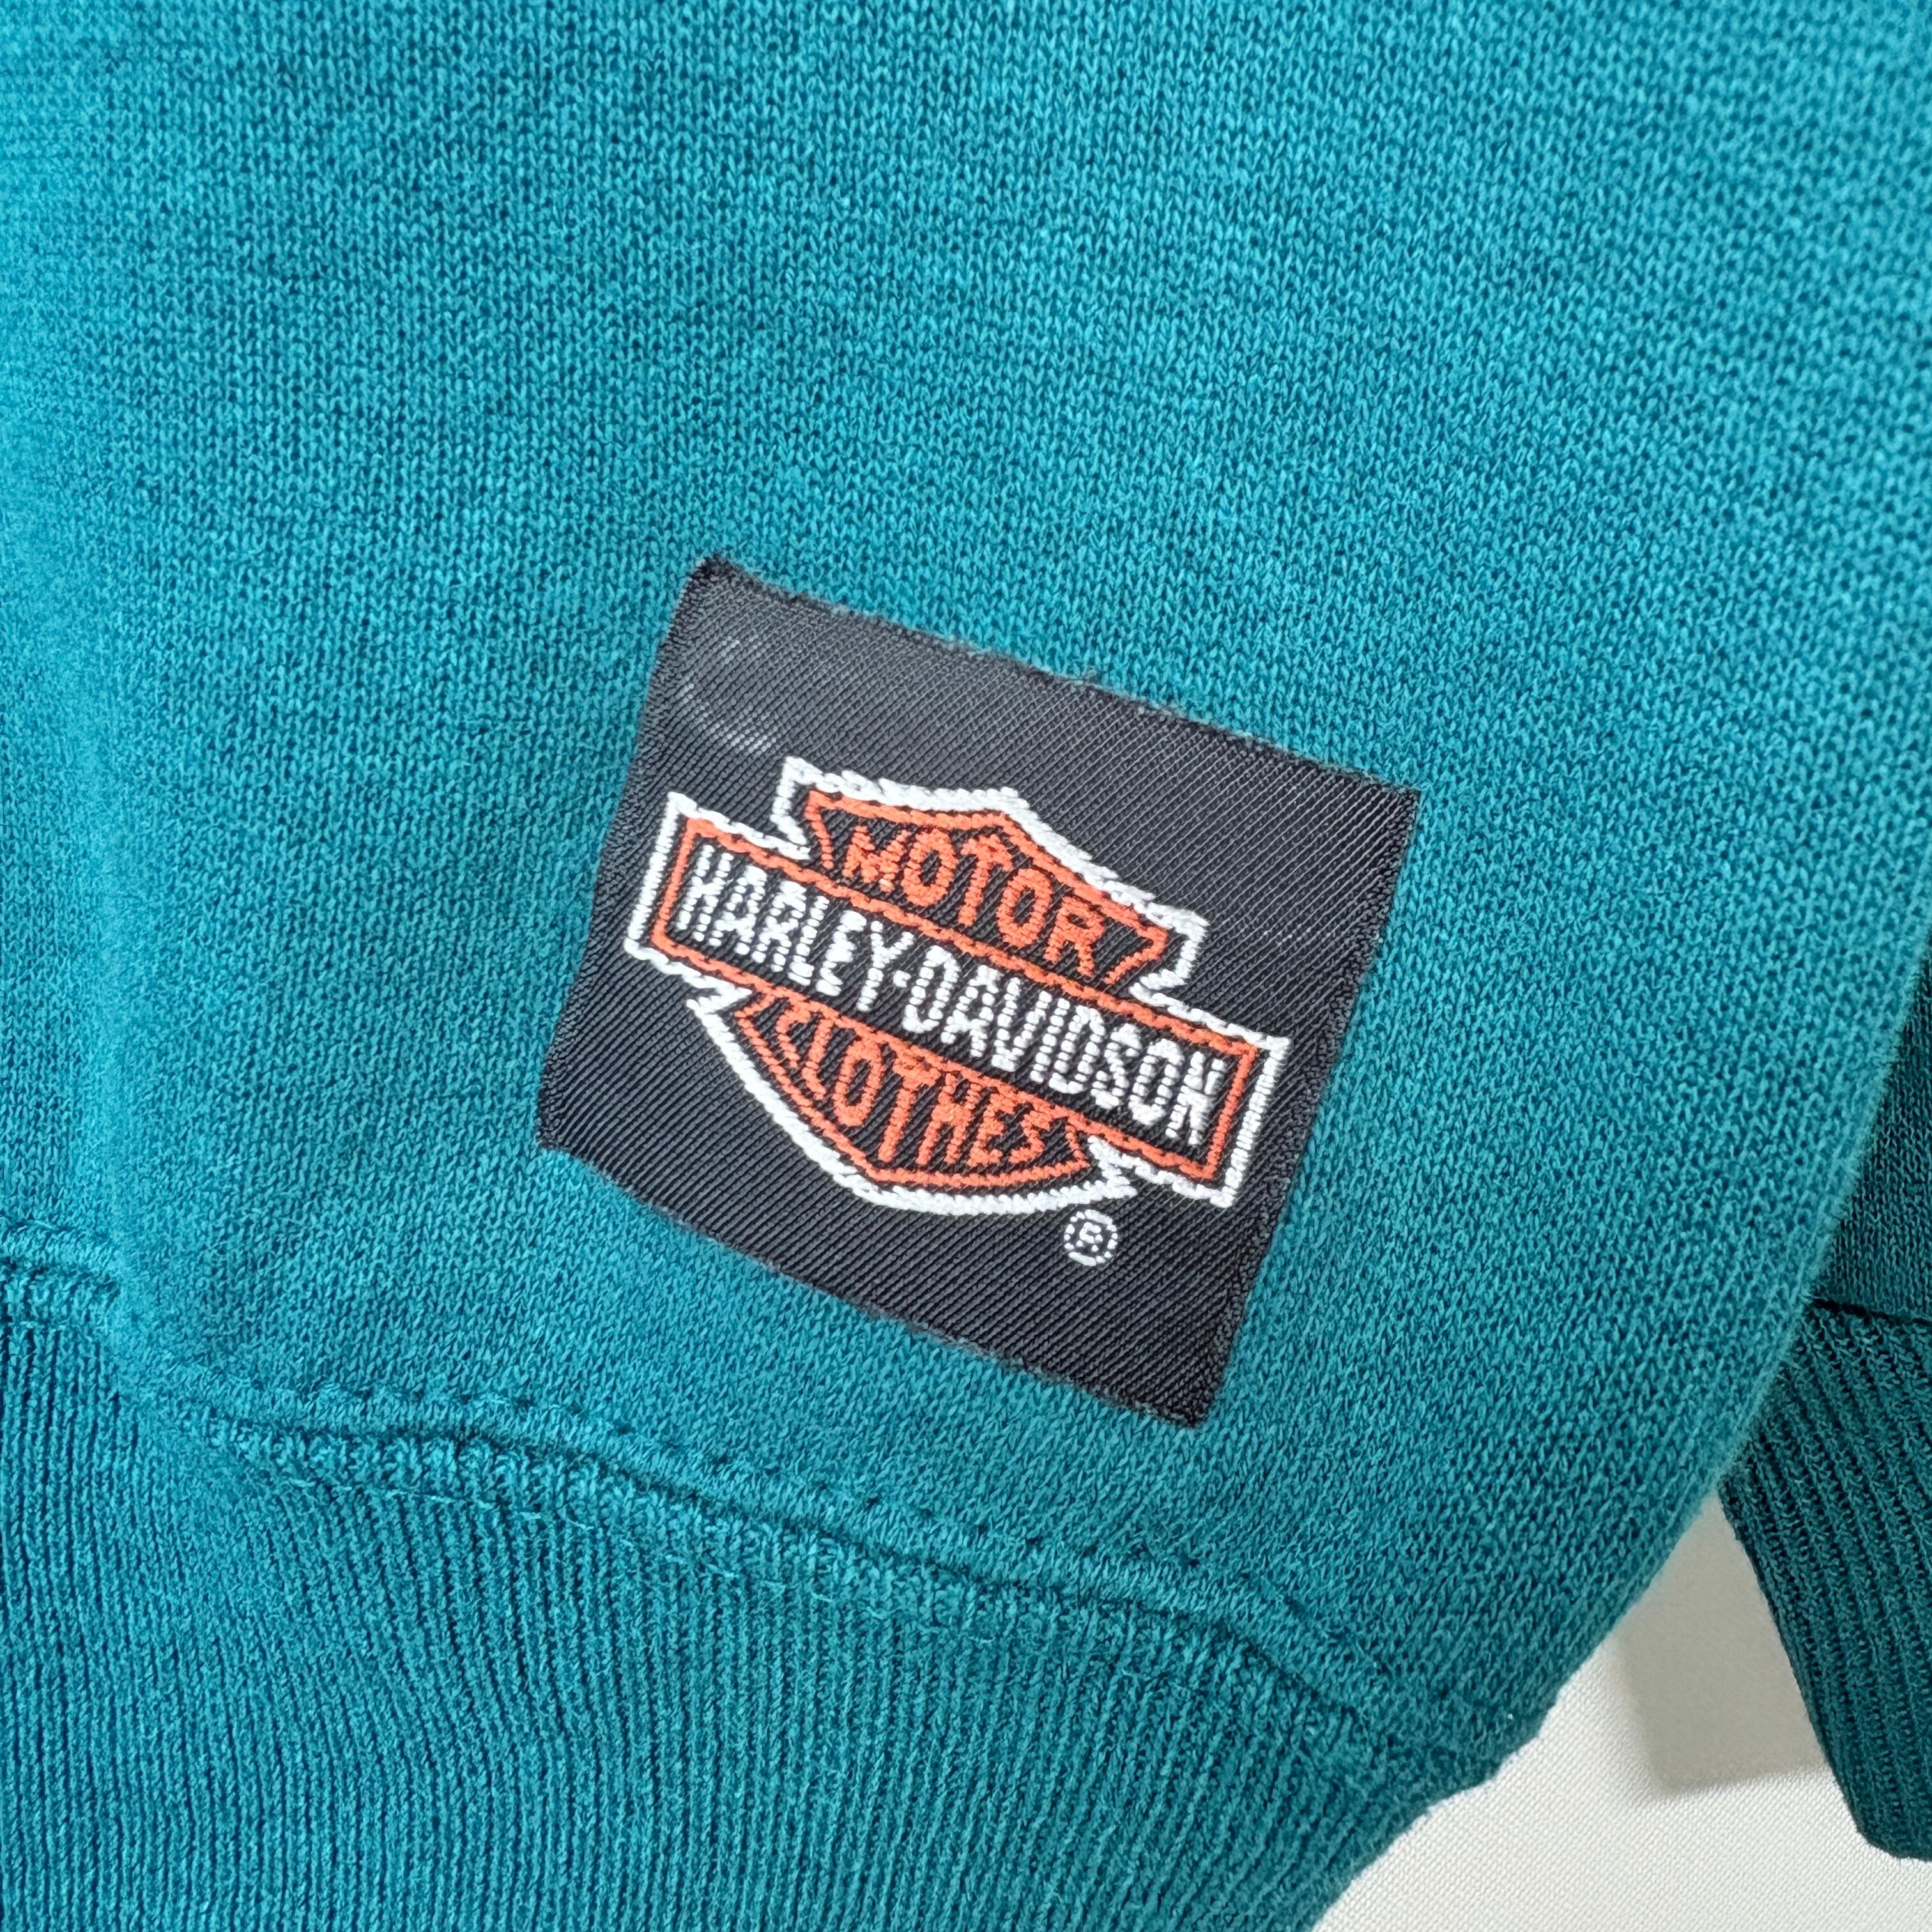 MOTOR
HARLEY-DAVIDSON
CLOTHES
®